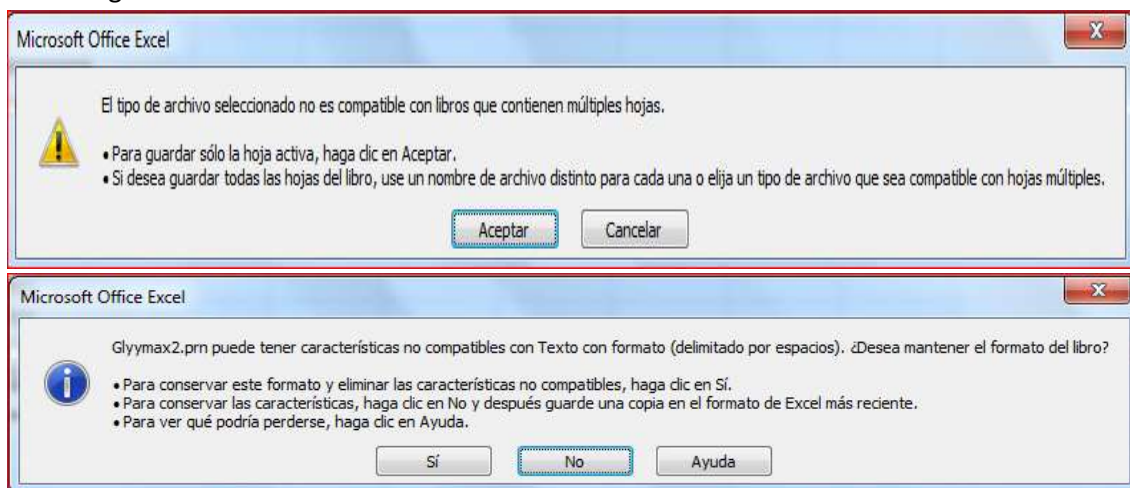 Microsoft Office Excel
X
El tipo de archivo seleccionado no es compatible con libros que contienen múltiples hojas.
• Para guardar sólo la hoja activa, haga clic en Aceptar.
• Si desea guardar todas las hojas del libro, use un nombre de archivo distinto para cada una o elija un tipo de archivo que sea compatible con hojas múltiples.
Aceptar Cancelar
Microsoft Office Excel
X
Glyymax2.prn puede tener características no compatibles con Texto con formato (delimitado por espacios). ¿Desea mantener el formato del libro?
• Para conservar este formato y eliminar las características no compatibles, haga clic en Sí.
• Para conservar las características, haga clic en No y después guarde una copia en el formato de Excel más reciente.
• Para ver qué podría perderse, haga clic en Ayuda.
Sí No Ayuda